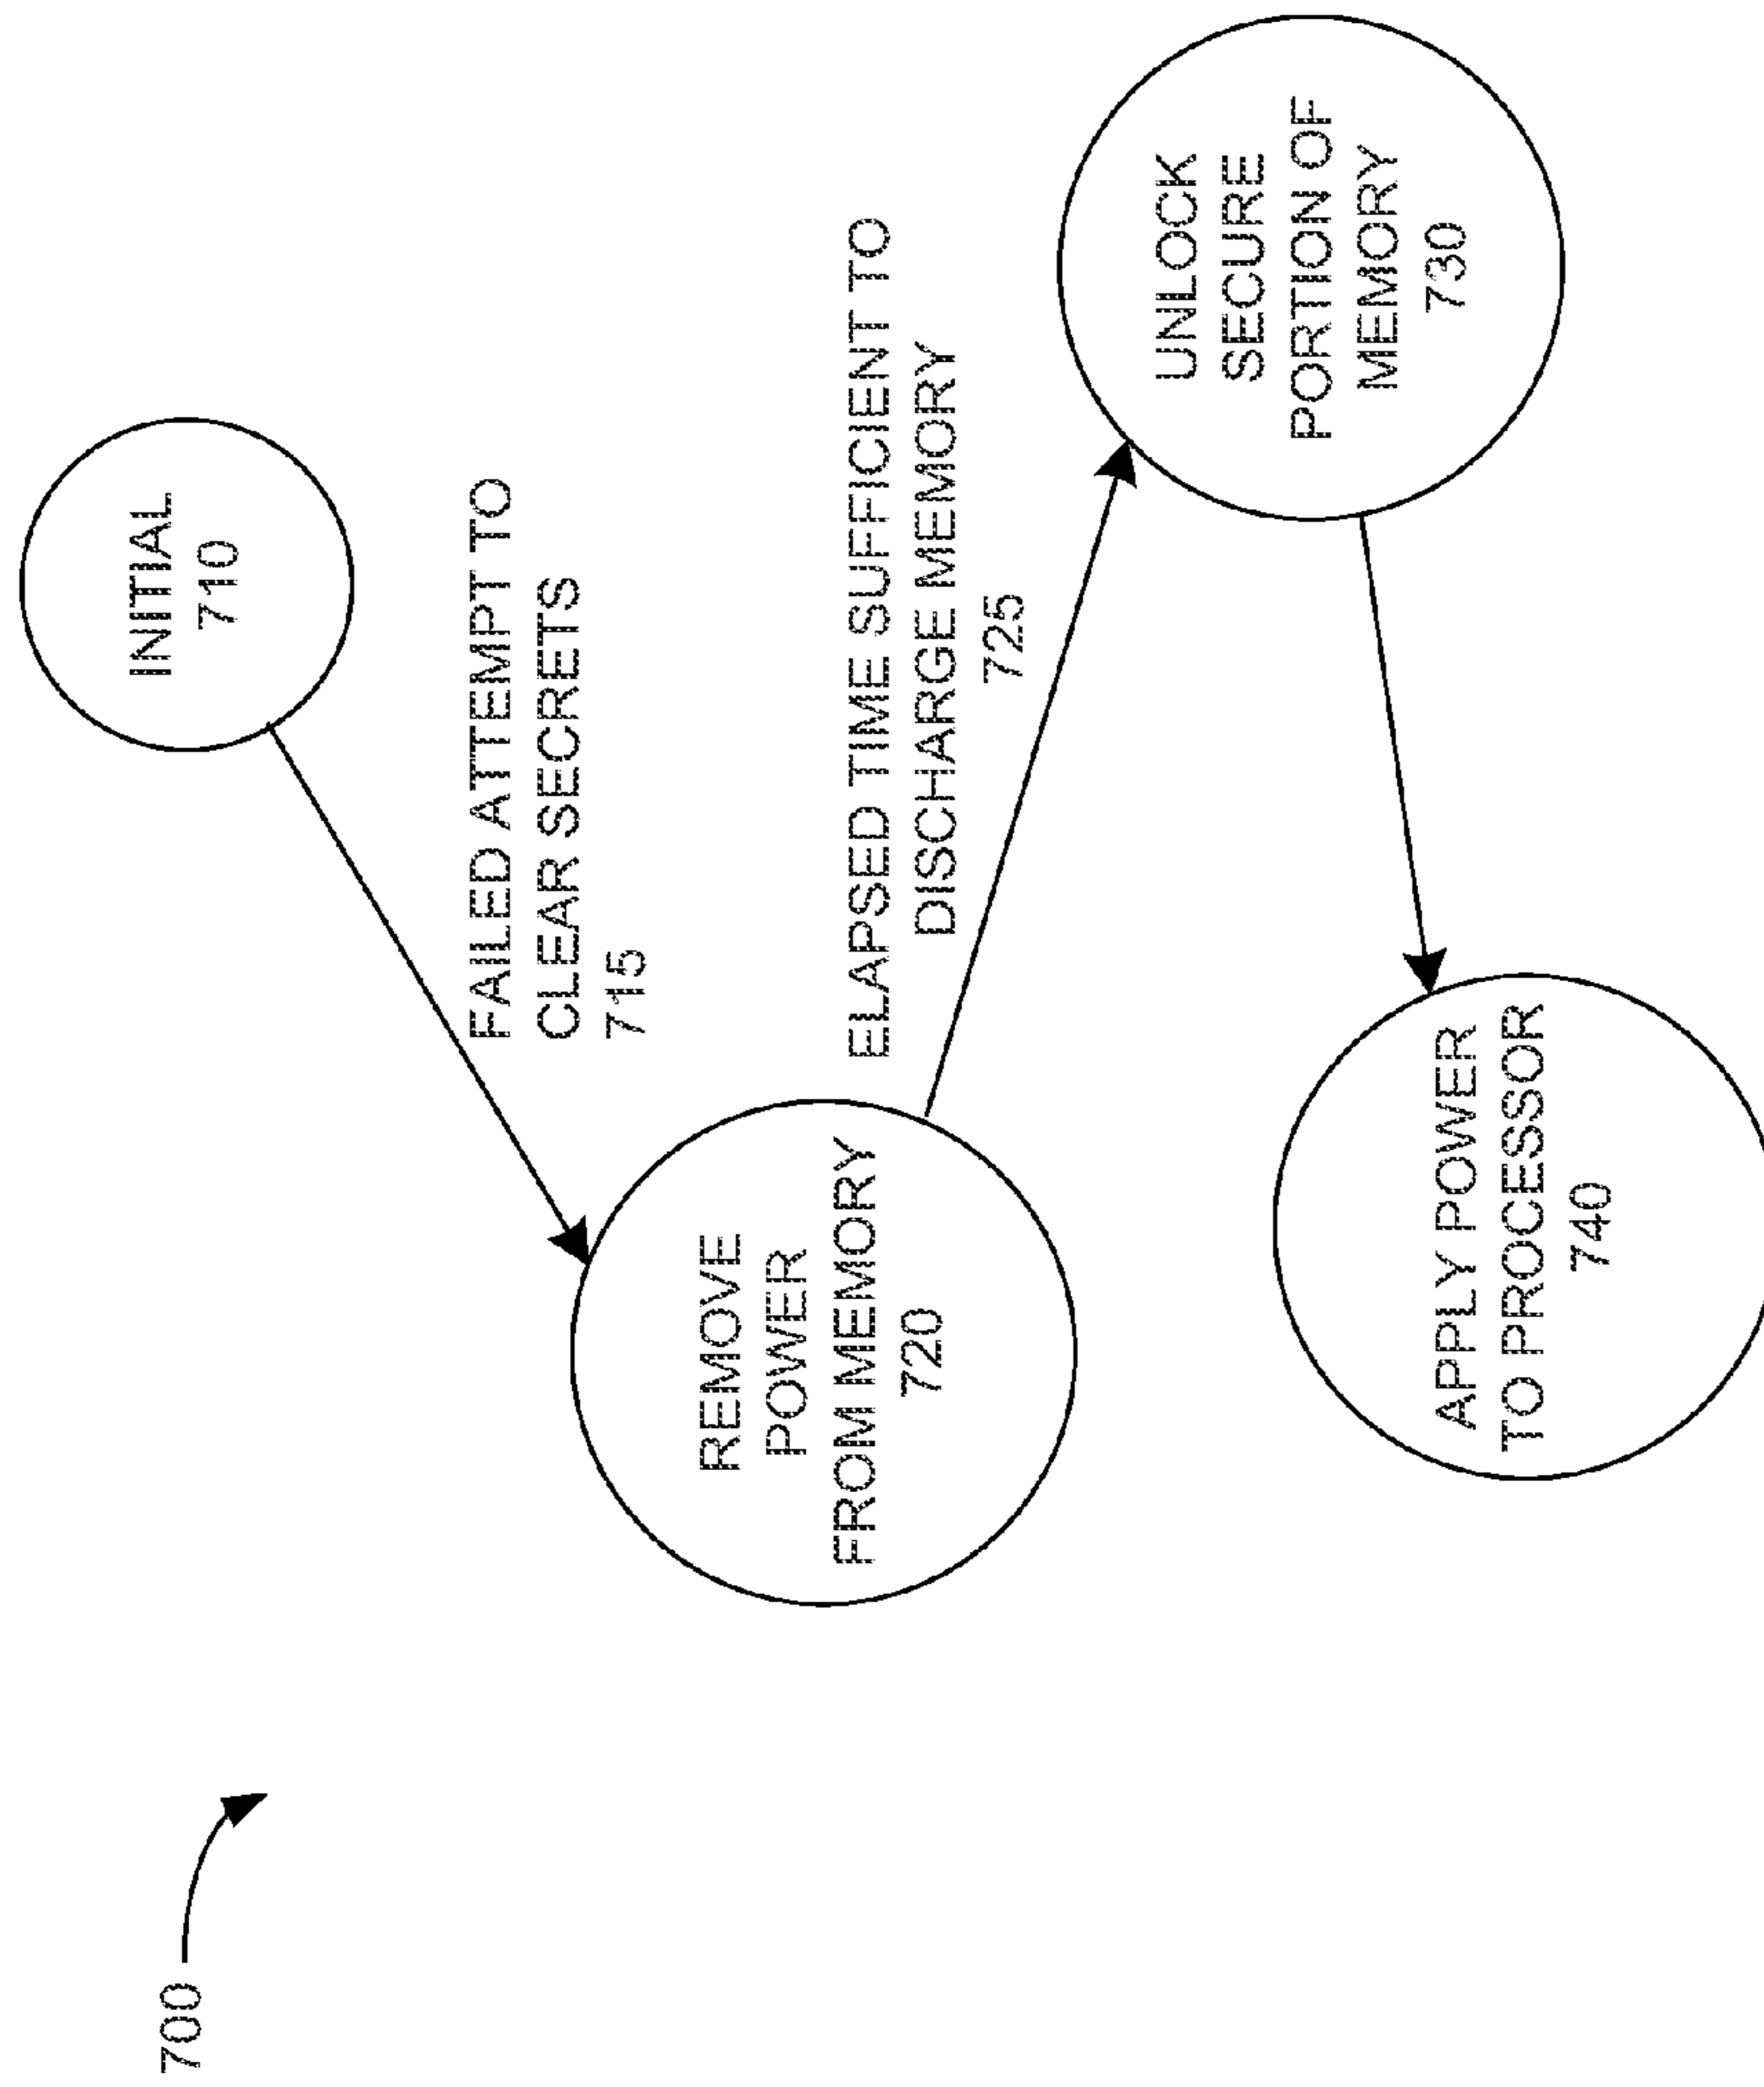 700
INITIAL
710
FAILED ATTEMPT TO
CLEAR SECRETS
715
REMOVE
POWER
FROM MEMORY
720
ELAPSED TIME SUFFICIENT TO
DISCHARGE MEMORY
725
UNLOCK
SECURE
PORTION OF
MEMORY
730
APPLY POWER
TO PROCESSOR
740